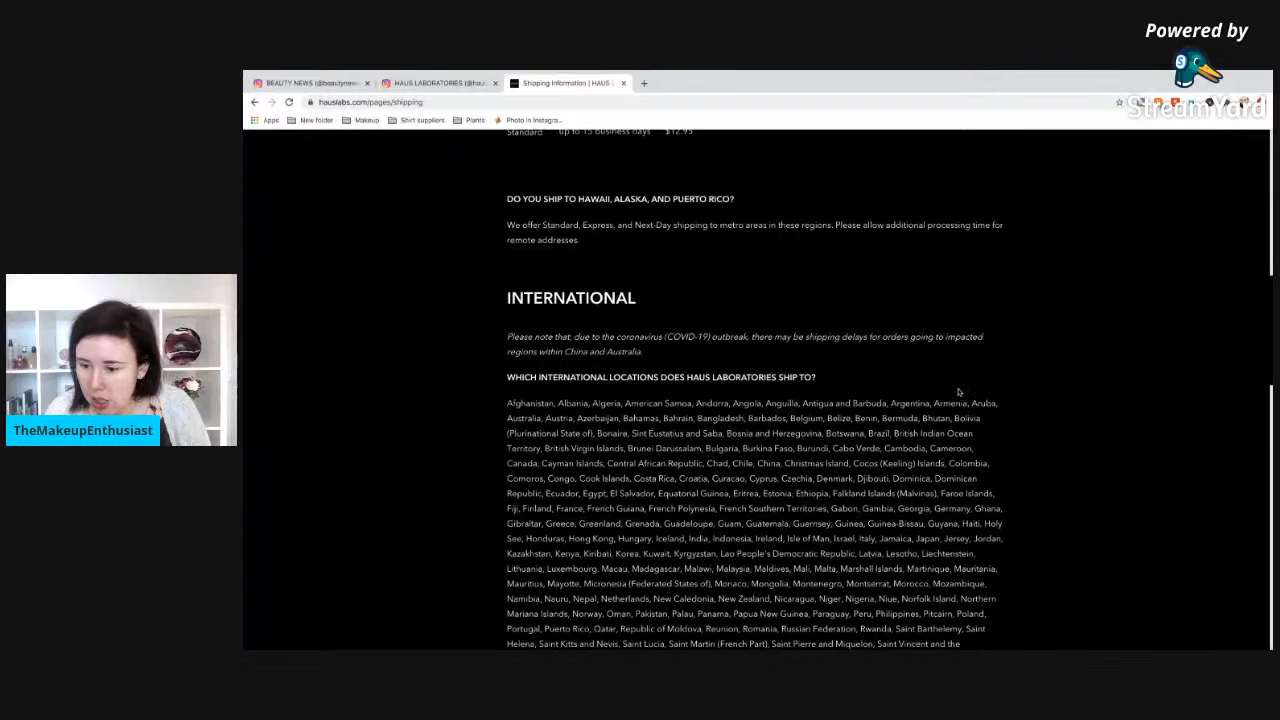 Powered by
StreamYard
BEAUTY NEWS (@beautynew
HAUS LABORATORIES (@haus
Shipping Information | HAUS
hauslabs.com/pages/shipping
Apps
New folder
Makeup
Shirt suppliers
Plants
Photo in Instagra...
Standard up to 15 business days $12.95
DO YOU SHIP TO HAWAII, ALASKA, AND PUERTO RICO?
We offer Standard, Express, and Next-Day shipping to metro areas in these regions. Please allow additional processing time for
remote addresses.
INTERNATIONAL
Please note that, due to the coronavirus (COVID-19) outbreak, there may be shipping delays for orders going to impacted
regions within China and Australia.
WHICH INTERNATIONAL LOCATIONS DOES HAUS LABORATORIES SHIP TO?
Afghanistan, Albania, Algeria, American Samoa, Andorra, Angola, Anguilla, Antigua and Barbuda, Argentina, Armenia, Aruba,
Australia, Austria, Azerbaijan, Bahamas, Bahrain, Bangladesh, Barbados, Belgium, Belize, Benin, Bermuda, Bhutan, Bolivia
(Plurinational State of), Bonaire, Sint Eustatius and Saba, Bosnia and Herzegovina, Botswana, Brazil, British Indian Ocean
Territory, British Virgin Islands, Brunei Darussalam, Bulgaria, Burkina Faso, Burundi, Cabo Verde, Cambodia, Cameroon,
Canada, Cayman Islands, Central African Republic, Chad, Chile, China, Christmas Island, Cocos (Keeling) Islands, Colombia,
Comoros, Congo, Cook Islands, Costa Rica, Croatia, Curacao, Cyprus, Czechia, Denmark, Djibouti, Dominica, Dominican
Republic, Ecuador, Egypt, El Salvador, Equatorial Guinea, Eritrea, Estonia, Ethiopia, Falkland Islands (Malvinas), Faroe Islands,
Fiji, Finland, France, French Guiana, French Polynesia, French Southern Territories, Gabon, Gambia, Georgia, Germany, Ghana,
Gibraltar, Greece, Greenland, Grenada, Guadeloupe, Guam, Guatemala, Guernsey, Guinea, Guinea-Bissau, Guyana, Haiti, Holy
See, Honduras, Hong Kong, Hungary, Iceland, India, Indonesia, Ireland, Isle of Man, Israel, Italy, Jamaica, Japan, Jersey, Jordan,
Kazakhstan, Kenya, Kiribati, Korea, Kuwait, Kyrgyzstan, Lao People's Democratic Republic, Latvia, Lesotho, Liechtenstein,
Lithuania, Luxembourg, Macau, Madagascar, Malawi, Malaysia, Maldives, Mali, Malta, Marshall Islands, Martinique, Mauritania,
Mauritius, Mayotte, Micronesia (Federated States of), Monaco, Mongolia, Montenegro, Montserrat, Morocco, Mozambique,
Namibia, Nauru, Nepal, Netherlands, New Caledonia, New Zealand, Nicaragua, Niger, Nigeria, Niue, Norfolk Island, Northern
Mariana Islands, Norway, Oman, Pakistan, Palau, Panama, Papua New Guinea, Paraguay, Peru, Philippines, Pitcairn, Poland,
Portugal, Puerto Rico, Qatar, Republic of Moldova, Reunion, Romania, Russian Federation, Rwanda, Saint Barthelemy, Saint
Helena, Saint Kitts and Nevis, Saint Lucia, Saint Martin (French Part), Saint Pierre and Miquelon, Saint Vincent and the
TheMakeupEnthusiast